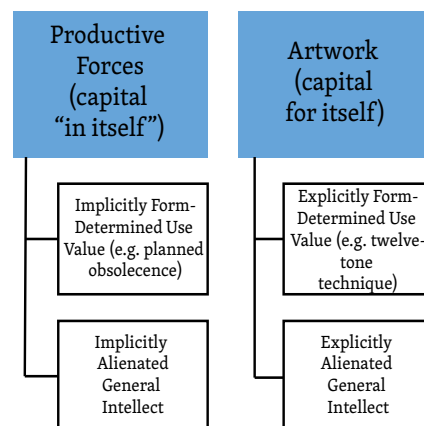 Productive
Forces
(capital
“in itself”)
Implicitly Form-
Determined Use
Value (e.g. planned
obsolecence)
Implicitly
Alienated
General
Intellect
Artwork
(capital
for itself)
Explicitly Form-
Determined Use
Value (e.g. twelve-
tone
technique)
Explicitly
Alienated
General
Intellect